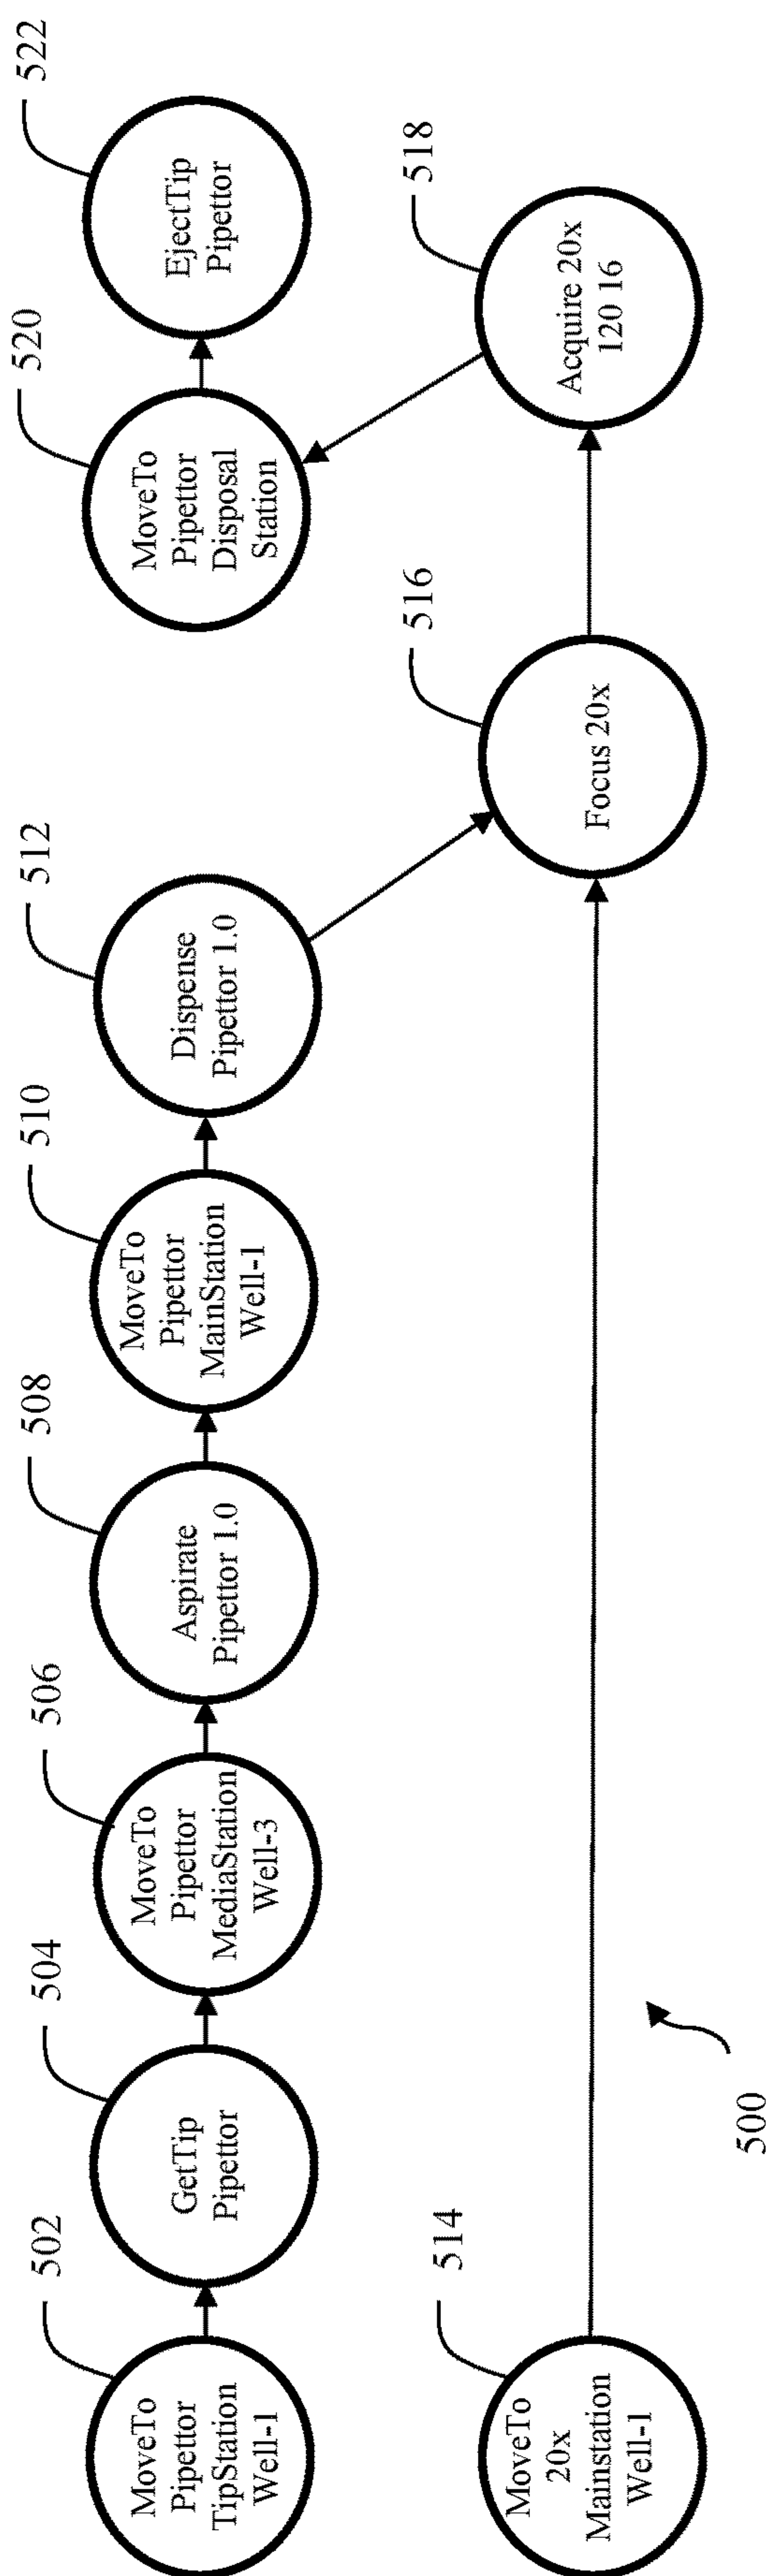 502
MoveTo
Pipettor
TipStation
Well-1
504
GetTip
Pipettor
506
MoveTo
Pipettor
MediaStation
Well-3
508
Aspirate
Pipettor 1.0
510
MoveTo
Pipettor
MainStation
Well-1
512
Dispense
Pipettor 1.0
520
MoveTo
Pipettor
Disposal
Station
522
EjectTip
Pipettor
514
MoveTo
20x
Mainstation
Well-1
516
Focus 20x
518
Acquire 20x
120 16
500